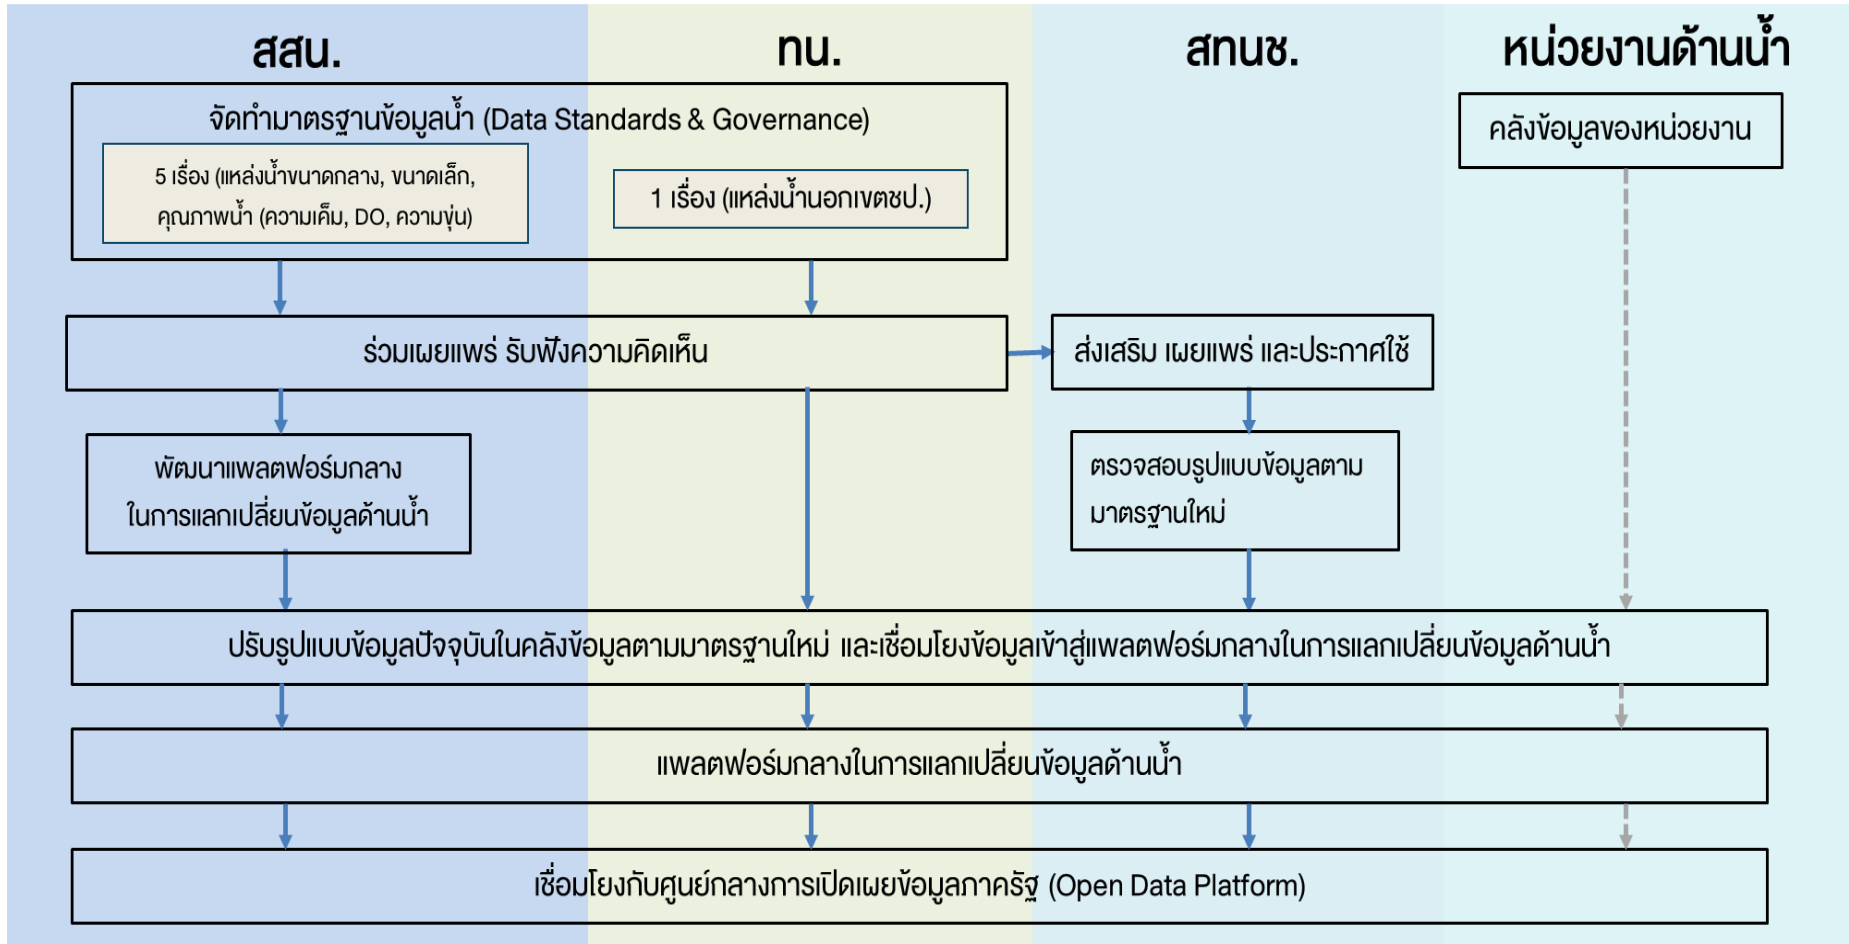 สสน.
ทน.
สทนช.
หน่วยงานด้านน้ำ
จัดทำมาตรฐานข้อมูลน้ำ (Data Standards & Governance)
5 เรื่อง (แหล่งน้ำขนาดกลาง, ขนาดเล็ก,
คุณภาพน้ำ (ความเค็ม, DO, ความขุ่น)
1 เรื่อง (แหล่งน้ำนอกเขตชป.)
คลังข้อมูลของหน่วยงาน
ร่วมเผยแพร่ รับฟังความคิดเห็น
ส่งเสริม เผยแพร่ และประกาศใช้
พัฒนาแพลตฟอร์มกลาง
ในการแลกเปลี่ยนข้อมูลด้านน้ำ
ตรวจสอบรูปแบบข้อมูลตาม
มาตรฐานใหม่
ปรับรูปแบบข้อมูลปัจจุบันในคลังข้อมูลตามมาตรฐานใหม่ และเชื่อมโยงข้อมูลเข้าสู่แพลตฟอร์มกลางในการแลกเปลี่ยนข้อมูลด้านน้ำ
แพลตฟอร์มกลางในการแลกเปลี่ยนข้อมูลด้านน้ำ
เชื่อมโยงกับศูนย์กลางการเปิดเผยข้อมูลภาครัฐ (Open Data Platform)